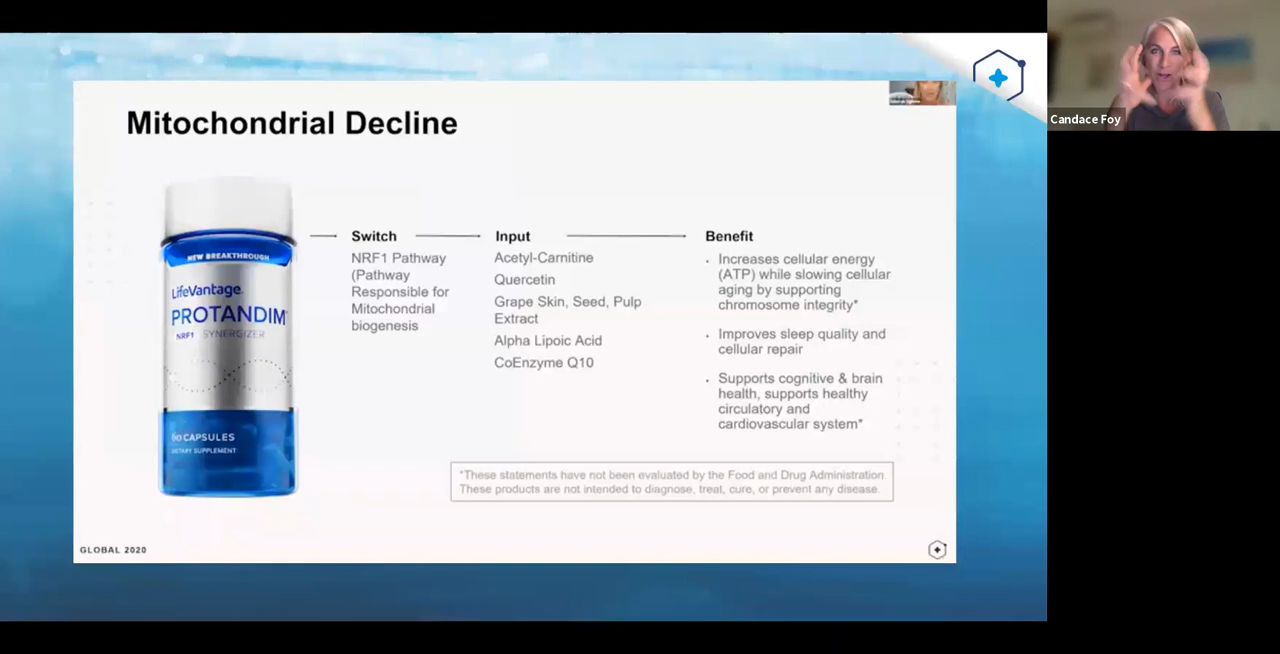 Mitochondrial Decline
NEW BREAKTHROUGH
LifeVantage
PROTANDIM
NRF1 SYNERGIZER
60 CAPSULES
DIETARY SUPPLEMENT
Switch
NRF1 Pathway
(Pathway
Responsible for
Mitochondrial
biogenesis
Input
Acetyl-Carnitine
Quercetin
Grape Skin, Seed, Pulp
Extract
Alpha Lipoic Acid
CoEnzyme Q10
Benefit
• Increases cellular energy
(ATP) while slowing cellular
aging by supporting
chromosome integrity*
• Improves sleep quality and
cellular repair
• Supports cognitive & brain
health, supports healthy
circulatory and
cardiovascular system*
*These statements have not been evaluated by the Food and Drug Administration
These products are not intended to diagnose, treat, cure, or prevent any disease.
GLOBAL 2020
Candace Foy